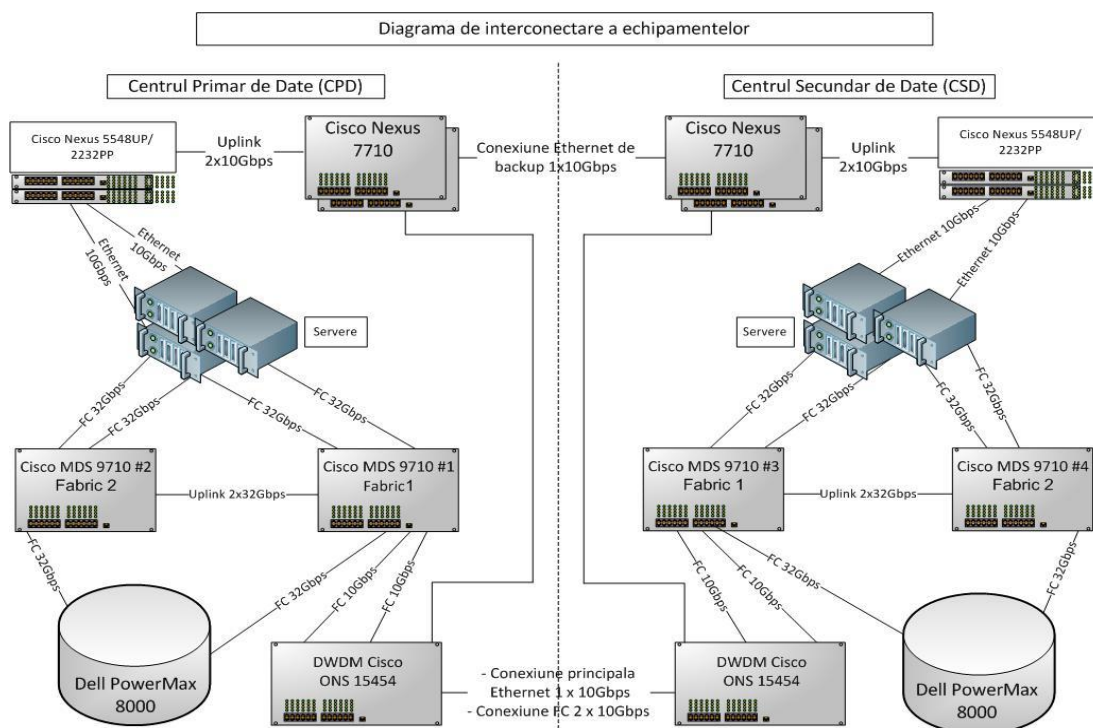 Diagrama de interconectare a echipamentelor
Centrul Primar de Date (CPD)
Centrul Secundar de Date (CSD)
Cisco Nexus 5548UP/
2232PP
Uplink
2x10Gbps
Cisco Nexus
7710
Conexiune Ethernet de
backup 1x10Gbps
Cisco Nexus
7710
Uplink
2x10Gbps
Cisco Nexus 5548UP/
2232PP
Ethernet
10Gbps
Ethernet
10Gbps
Ethernet 10Gbps
Ethernet 10Gbps
Servere
Servere
FC 32Gbps
FC 32Gbps
FC 32Gbps
FC 32Gbps
FC 32Gbps
FC 32Gbps
FC 32Gbps
FC 32Gbps
Cisco MDS 9710 #2
Fabric 2
Uplink 2x32Gbps
Cisco MDS 9710 #1
Fabric1
Cisco MDS 9710 #3
Fabric 1
Uplink 2x32Gbps
Cisco MDS 9710 #4
Fabric 2
FC 32Gbps
FC 32Gbps
FC 10Gbps
FC 10Gbps
FC 10Gbps
FC 10Gbps
FC 32Gbps
FC 32Gbps
Dell PowerMax
8000
DWDM Cisco
ONS 15454
- Conexiune principala
Ethernet 1 x 10Gbps
- Conexiune FC 2 x 10Gbps
DWDM Cisco
ONS 15454
Dell PowerMax
8000